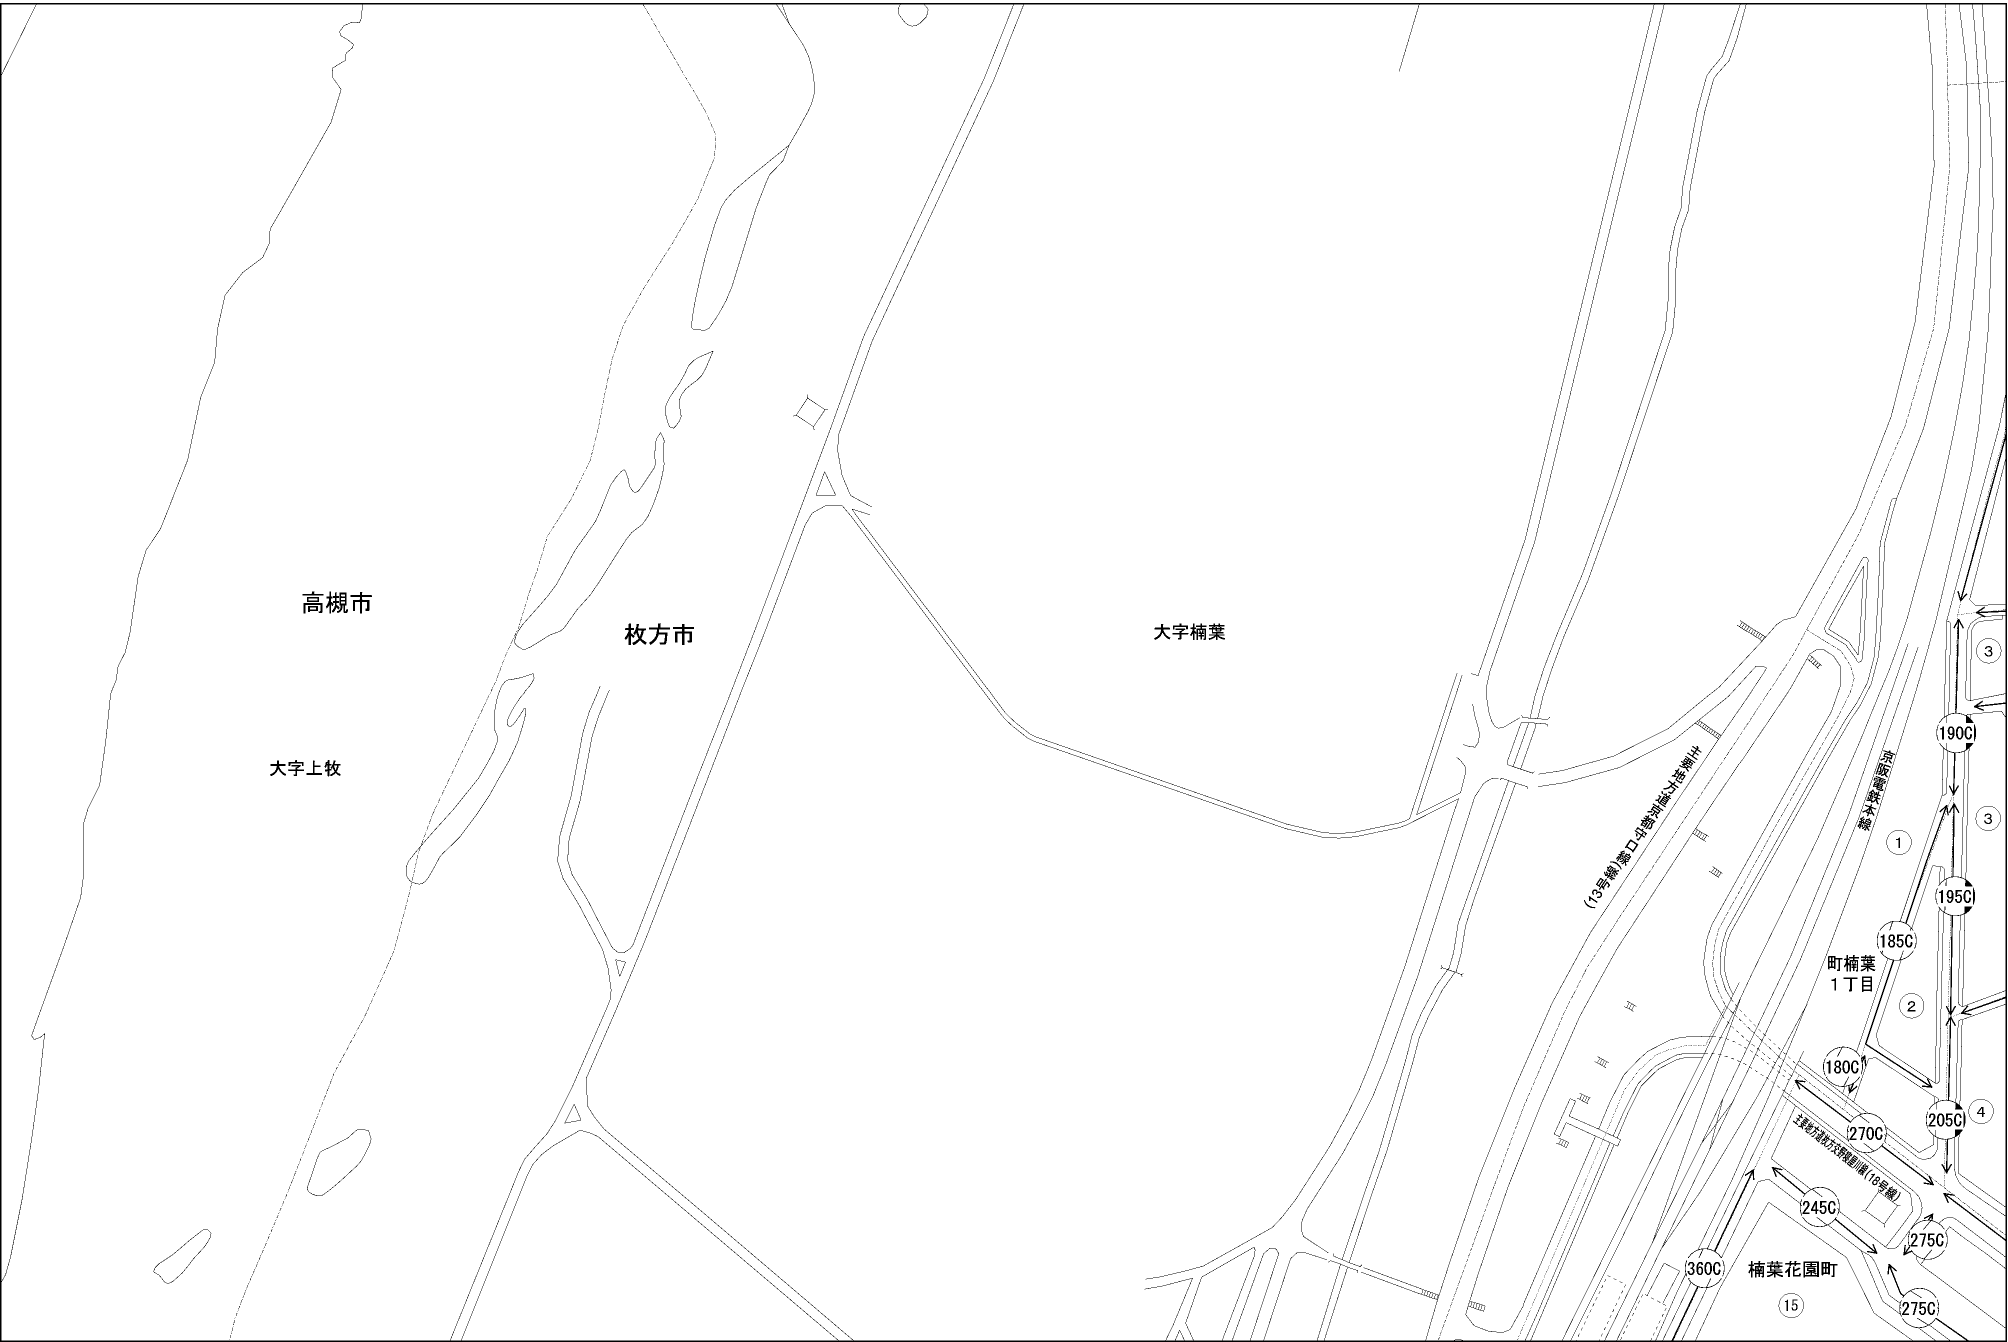 高槻市
枚方市
大字楠葉
大字上牧
主要地方道京都守口線
(13号線)
京阪電鉄本線
3
190C
3
1
195C
185C
町楠葉
1丁目
2
180C
205C
4
270C
主要地方道枚方交野寝屋川線(18号線)
245C
275C
360C
楠葉花園町
15
275C